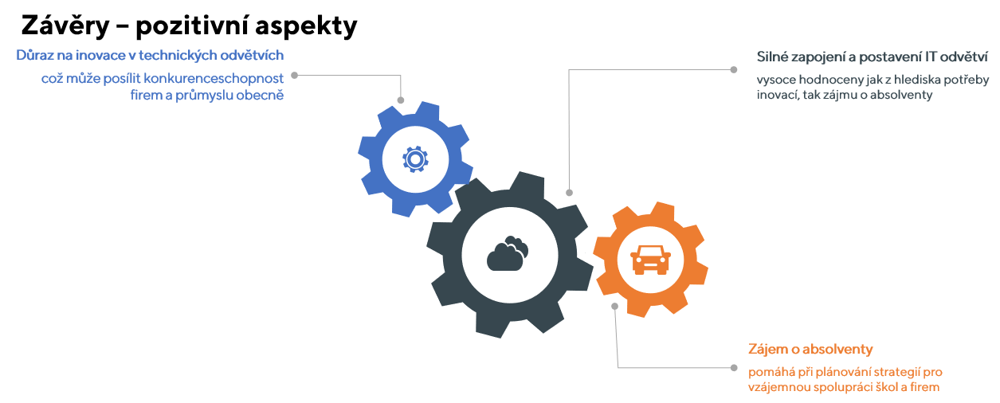 Závěry – pozitivní aspekty
Důraz na inovace v technických odvětvích
což může posílit konkurenceschopnost
firem a průmyslu obecně
Silné zapojení a postavení IT odvětví
vysoce hodnoceny jak z hlediska potřeby
inovací, tak zájmu o absolventy
Zájem o absolventy
pomáhá při plánování strategií pro
vzájemnou spolupráci škol a firem